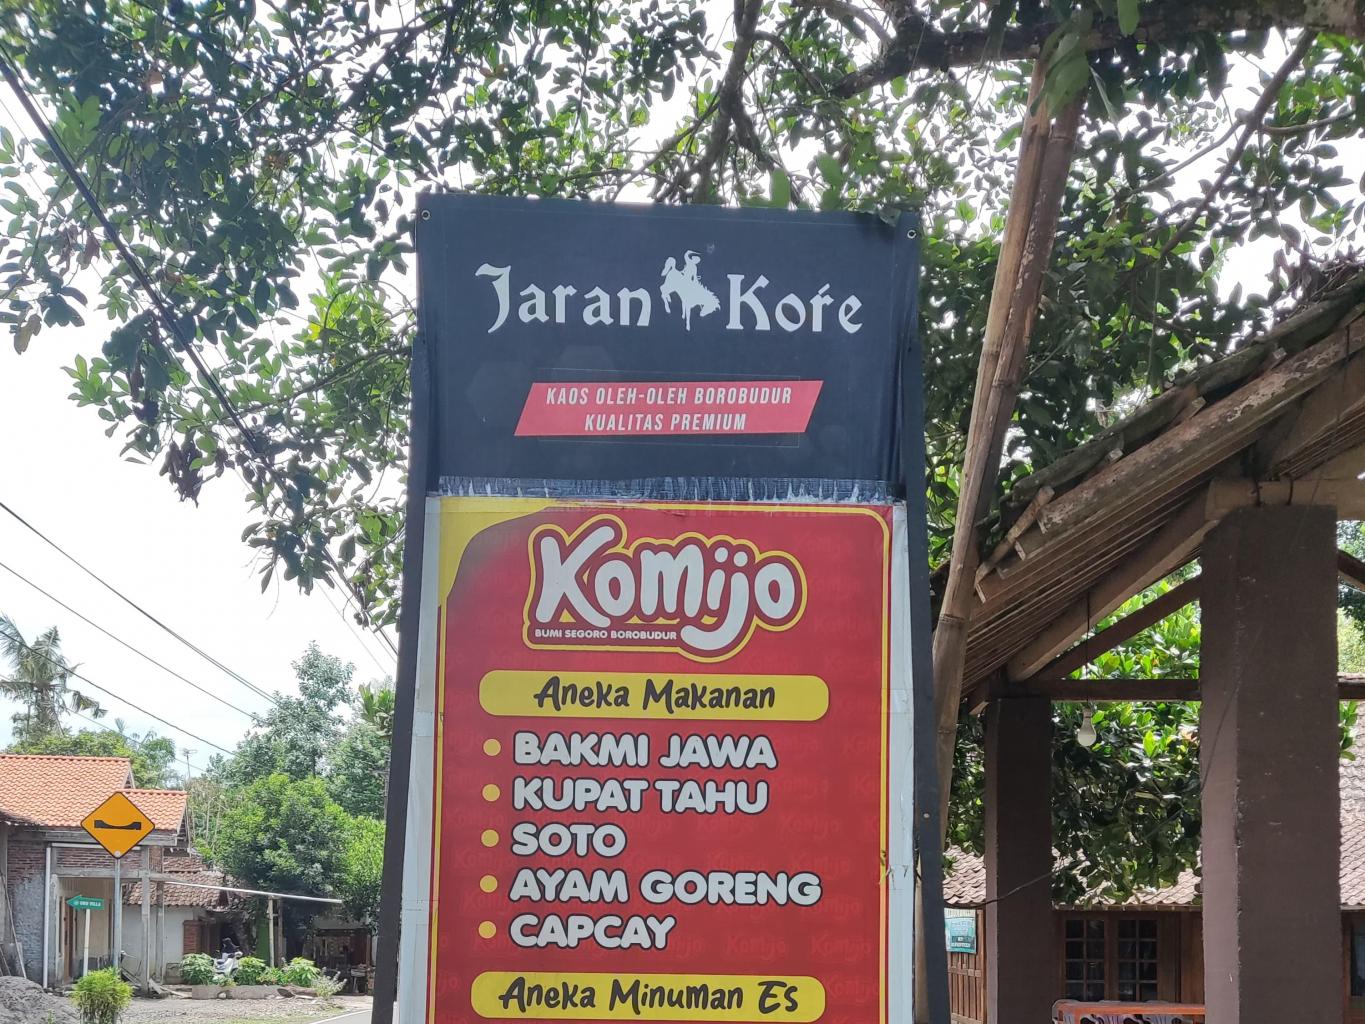 Jaran Kore
KAOS OLEH-OLEH BOROBUDUR
KUALITAS PREMIUM
Komijo
BUMI SEGORO BOROBUDUR
Aneka Makanan
BAKMI JAWA
KUPAT TAHU
SOTO
AYAM GORENG
CAPCAY
Aneka Minuman Es